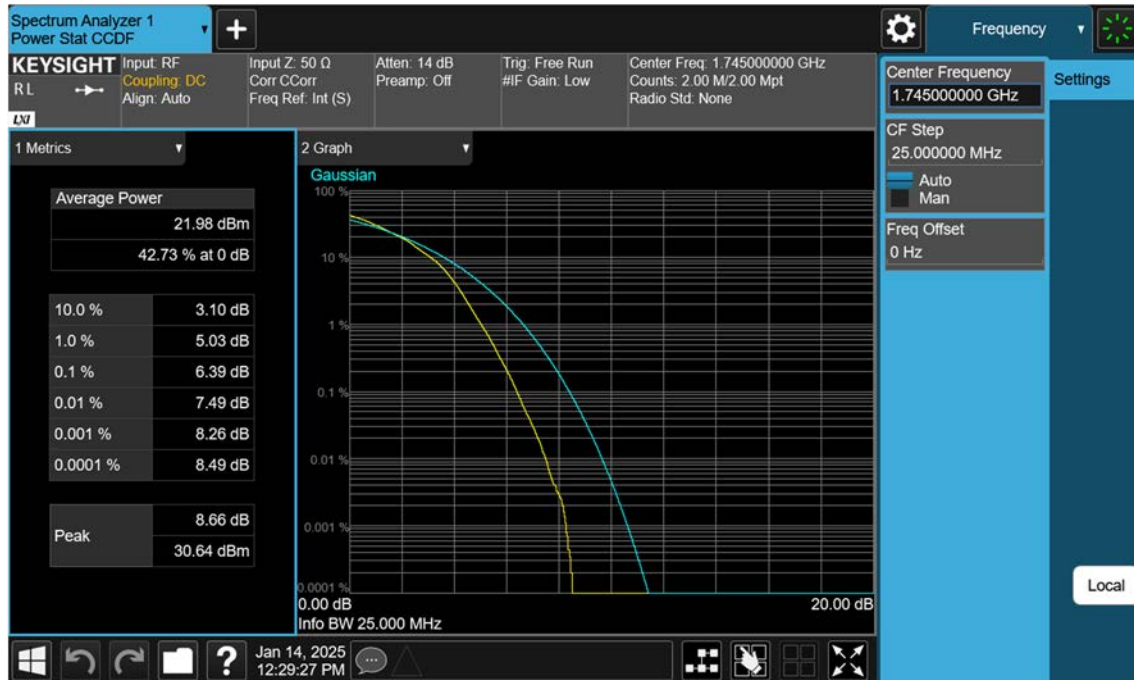 Spectrum Analyzer 1
Power Stat CCDF
+
Frequency
KEYSIGHT
R L
LXI
Input: RF
Coupling: DC
Align: Auto
Input Z: 50 Ω
Corr CCorr
Freq Ref: Int (S)
Atten: 14 dB
Preamp: Off
Trig: Free Run
#IF Gain: Low
Center Freq: 1.745000000 GHz
Counts: 2.00 M/2.00 Mpt
Radio Std: None
Center Frequency
1.745000000 GHz
Settings
CF Step
25.000000 MHz
Auto
Man
Freq Offset
0 Hz
1 Metrics
Average Power
21.98 dBm
42.73 % at 0 dB
10.0 % 3.10 dB
1.0 % 5.03 dB
0.1 % 6.39 dB
0.01 % 7.49 dB
0.001 % 8.26 dB
0.0001 % 8.49 dB
Peak
8.66 dB
30.64 dBm
2 Graph
Gaussian
100 %
10 %
1 %
0.1 %
0.01 %
0.001 %
0.0001 %
0.00 dB 20.00 dB
Info BW 25.000 MHz
Local
?
Jan 14, 2025
12:29:27 PM